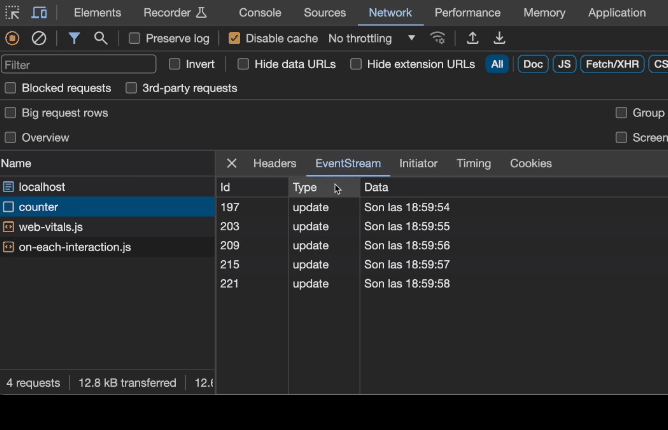 Elements Recorder Console Sources Network Performance Memory Application
Preserve log Disable cache No throttling
Filter Invert Hide data URLs Hide extension URLs All Doc JS Fetch/XHR CS
Blocked requests 3rd-party requests
Big request rows Group
Overview Screen
Name Headers EventStream Initiator Timing Cookies
localhost Id Type Data
counter 197 update Son las 18:59:54
web-vitals.js 203 update Son las 18:59:55
on-each-interaction.js 209 update Son las 18:59:56
215 update Son las 18:59:57
221 update Son las 18:59:58
4 requests 12.8 kB transferred 12.6